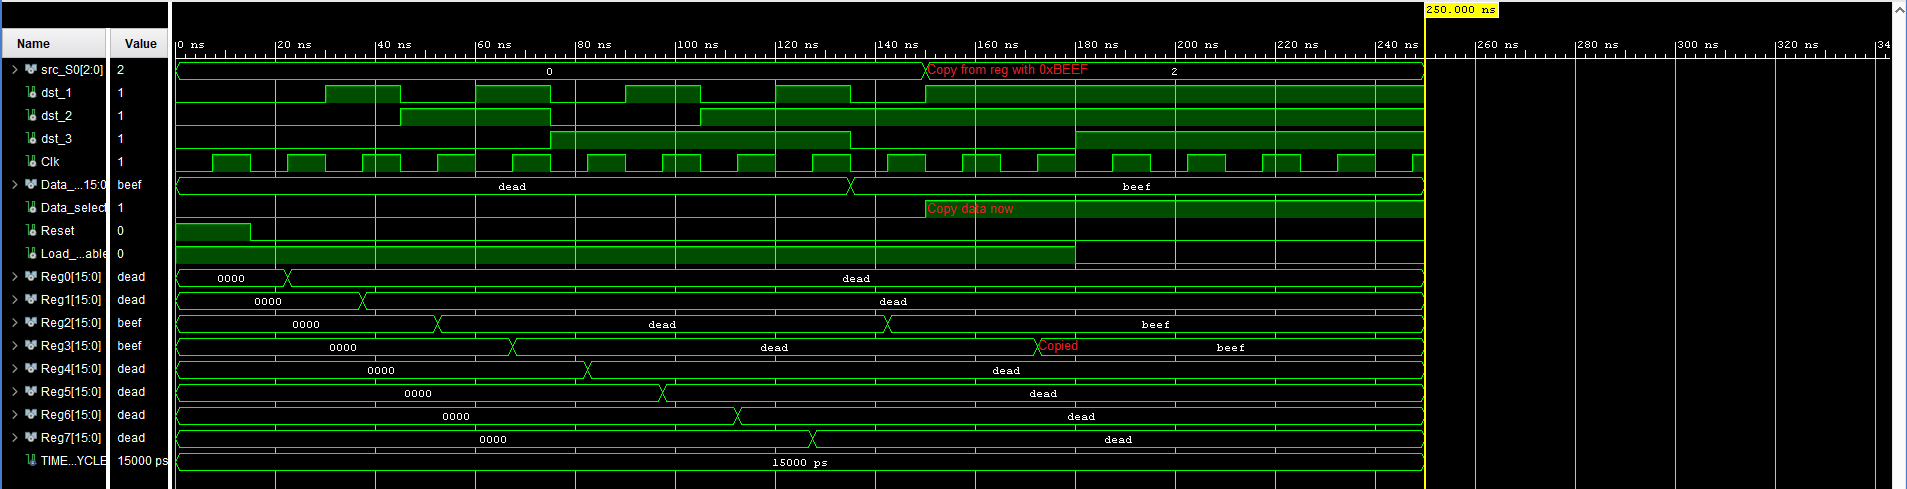 250.000 ns
Name Value 0 ns 20 ns 40 ns 60 ns 80 ns 100 ns 120 ns 140 ns 160 ns 180 ns 200 ns 220 ns 240 ns 260 ns 280 ns 300 ns 320 ns 34
src_S0[2:0] 2 0 Copy from reg with 0xBEEF 2
dst_1 1
dst_2 1
dst_3 1
Clk 1
Data_...15:0 beef dead beef
Data_select 1 Copy data now
Reset 0
Load_...able 0
Reg0[15:0] dead 0000 dead
Reg1[15:0] dead 0000 dead
Reg2[15:0] beef 0000 dead beef
Reg3[15:0] beef 0000 dead Copied beef
Reg4[15:0] dead 0000 dead
Reg5[15:0] dead 0000 dead
Reg6[15:0] dead 0000 dead
Reg7[15:0] dead 0000 dead
TIME...YCLE 15000 ps 15000 ps